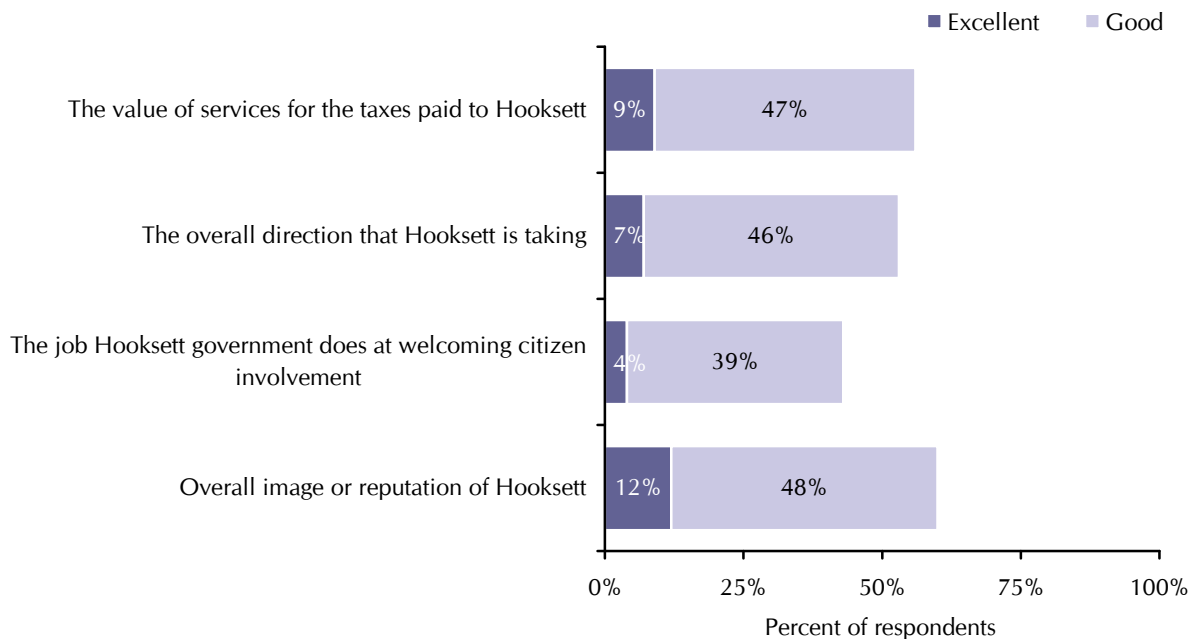 Excellent Good
The value of services for the taxes paid to Hooksett 9% 47%
The overall direction that Hooksett is taking 7% 46%
The job Hooksett government does at welcoming citizen
involvement 4% 39%
Overall image or reputation of Hooksett 12% 48%
0% 25% 50% 75% 100%
Percent of respondents